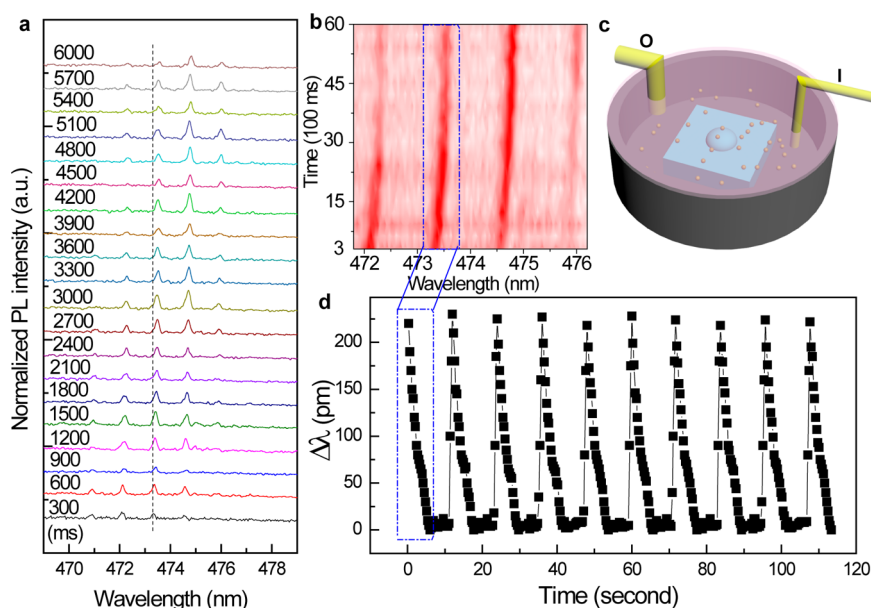 a
6000
5700
5400
5100
4800
4500
4200
3900
3600
3300
3000
2700
2400
2100
1800
1500
1200
900
600
300
(ms)
Normalized PL intensity (a.u.)
470 472 474 476 478
Wavelength (nm)
b
60
45
30
15
3
Time (100 ms)
472 473 474 475 476
Wavelength (nm)
c
O
I
d
200
150
100
50
0
Δλ (pm)
0 20 40 60 80 100 120
Time (second)